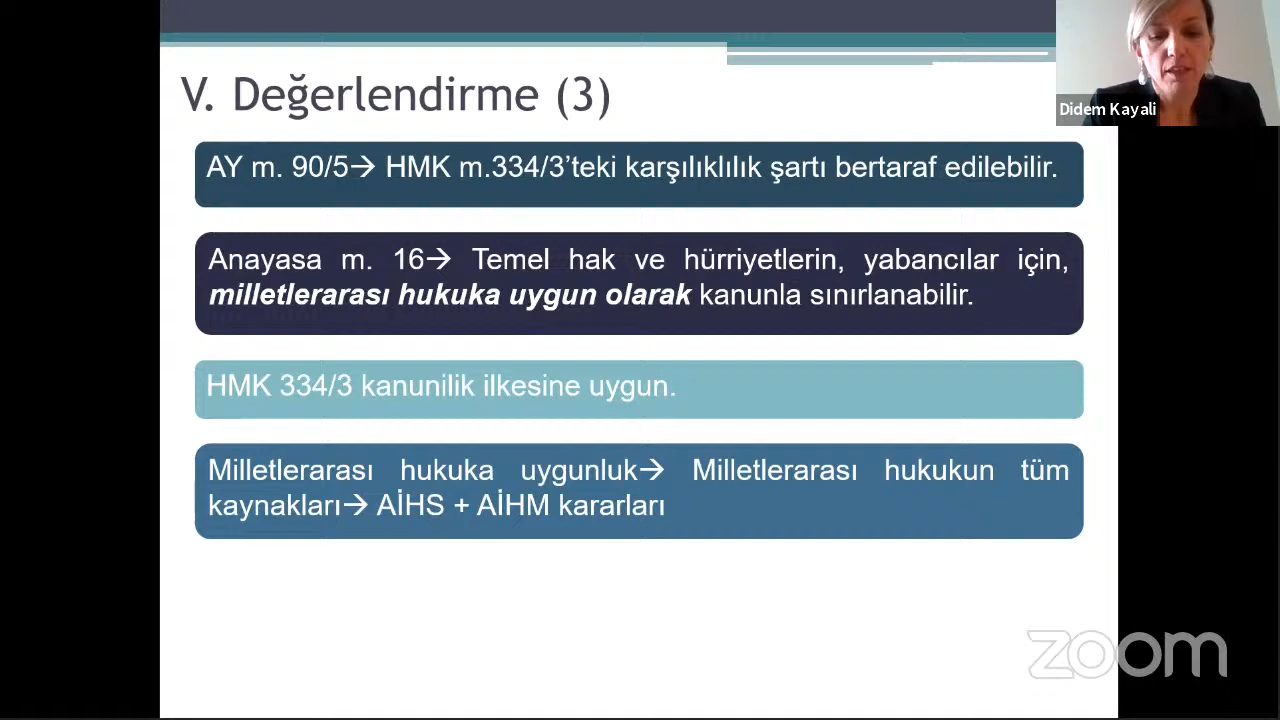 V. Değerlendirme (3)
Didem Kayali
AY m. 90/5→ HMK m.334/3’teki karşılıklılık şartı bertaraf edilebilir.
Anayasa m. 16→ Temel hak ve hürriyetlerin, yabancılar için,
milletlerarası hukuka uygun olarak kanunla sınırlanabilir.
HMK 334/3 kanunilik ilkesine uygun.
Milletlerarası hukuka uygunluk→ Milletlerarası hukukun tüm
kaynakları→ AİHS + AİHM kararları
zoom